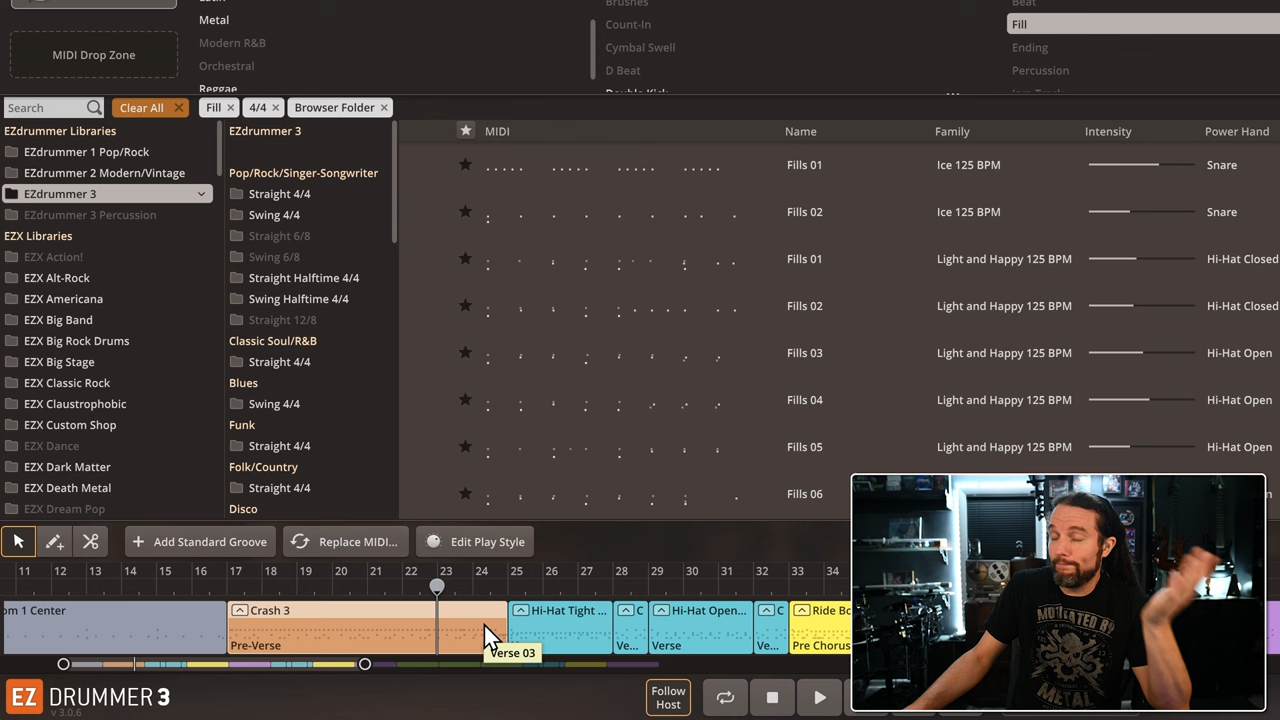 Metal
Modern R&B
Orchestral
Reggae
MIDI Drop Zone
Brushes
Count-In
Cymbal Swell
D Beat
Double Kick
Beat
Fill
Ending
Percussion
Search
Clear All
Fill
4/4
Browser Folder
EZdrummer Libraries
EZdrummer 1 Pop/Rock
EZdrummer 2 Modern/Vintage
EZdrummer 3
EZdrummer 3 Percussion
EZX Libraries
EZX Action!
EZX Alt-Rock
EZX Americana
EZX Big Band
EZX Big Rock Drums
EZX Big Stage
EZX Classic Rock
EZX Claustrophobic
EZX Custom Shop
EZX Dance
EZX Dark Matter
EZX Death Metal
EZX Dream Pop
EZdrummer 3
Pop/Rock/Singer-Songwriter
Straight 4/4
Swing 4/4
Straight 6/8
Swing 6/8
Straight Halftime 4/4
Swing Halftime 4/4
Straight 12/8
Classic Soul/R&B
Straight 4/4
Blues
Swing 4/4
Funk
Straight 4/4
Folk/Country
Straight 4/4
Disco
MIDI Name Family Intensity Power Hand
Fills 01 Ice 125 BPM Snare
Fills 02 Ice 125 BPM Snare
Fills 01 Light and Happy 125 BPM Hi-Hat Closed
Fills 02 Light and Happy 125 BPM Hi-Hat Closed
Fills 03 Light and Happy 125 BPM Hi-Hat Open
Fills 04 Light and Happy 125 BPM Hi-Hat Open
Fills 05 Light and Happy 125 BPM Hi-Hat Open
Fills 06
Add Standard Groove
Replace MIDI...
Edit Play Style
11 12 13 14 15 16 17 18 19 20 21 22 23 24 25 26 27 28 29 30 31 32 33 34
om 1 Center
Crash 3
Pre-Verse
Hi-Hat Tight ...
C
Ve...
Hi-Hat Open...
Verse
C
Ve...
Ride Bo
Pre Chorus
Verse 03
EZ DRUMMER 3
v 3.0.6
Follow
Host
MOTIVATED BY
METAL